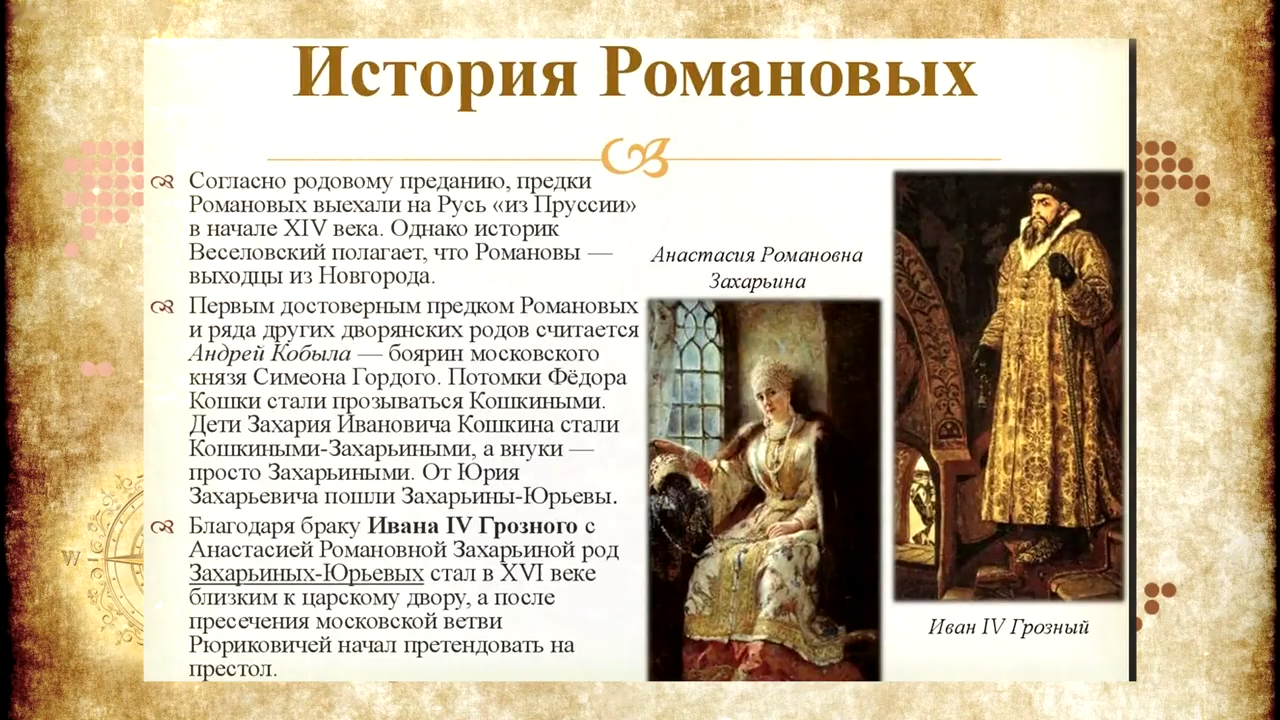 История Романовых
Согласно родовому преданию, предки
Романовых выехали на Русь «из Пруссии»
в начале XIV века. Однако историк
Веселовский полагает, что Романовы —
выходцы из Новгорода.
Первым достоверным предком Романовых
и ряда других дворянских родов считается
Андрей Кобыла — боярин московского
князя Симеона Гордого. Потомки Фёдора
Кошки стали прозываться Кошкиными.
Дети Захария Ивановича Кошкина стали
Кошкиными-Захарьиными, а внуки —
просто Захарьиными. От Юрия
Захарьевича пошли Захарьины-Юрьевы.
Благодаря браку Ивана IV Грозного с
Анастасией Романовной Захарьиной род
Захарьиных-Юрьевых стал в XVI веке
близким к царскому двору, а после
пресечения московской ветви
Рюриковичей начал претендовать на
престол.
Анастасия Романовна
Захарьина
Иван IV Грозный
W